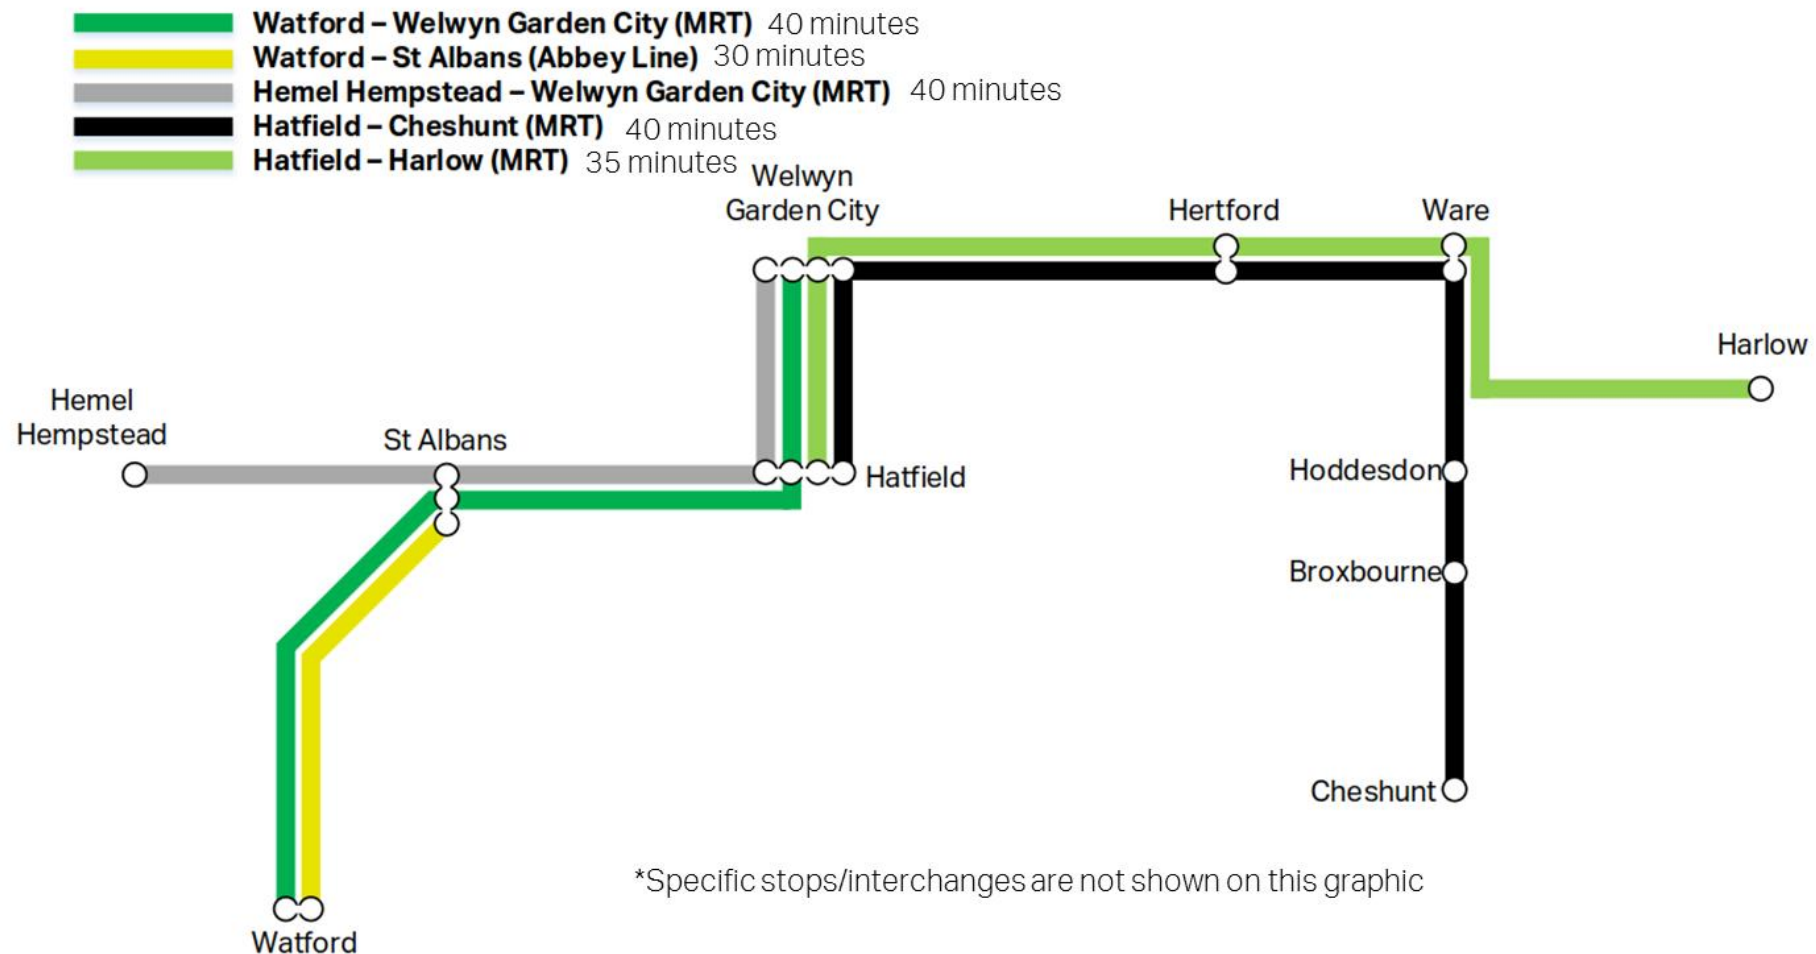 Watford – Welwyn Garden City (MRT) 40 minutes
Watford – St Albans (Abbey Line) 30 minutes
Hemel Hempstead – Welwyn Garden City (MRT) 40 minutes
Hatfield – Cheshunt (MRT) 40 minutes
Hatfield – Harlow (MRT) 35 minutes
Welwyn
Garden City
Hertford
Ware
Harlow
Hemel
Hempstead
St Albans
Hatfield
Hoddesdon
Broxbourne
Cheshunt
*Specific stops/interchanges are not shown on this graphic
Watford